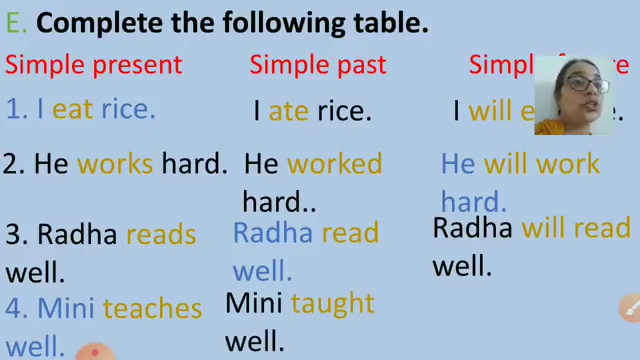 E. Complete the following table.
Simple present Simple past
1. I eat rice. I ate rice. I will
2. He works hard. He worked hard.. He will work hard.
3. Radha reads well. Radha read well. Radha will read well.
4. Mini teaches well. Mini taught well.